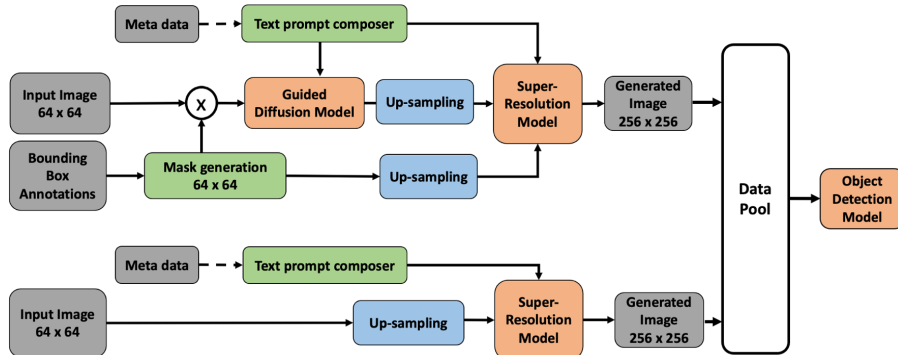 Meta data
Text prompt composer
Input Image
64 x 64
X
Guided
Diffusion Model
Up-sampling
Super-
Resolution
Model
Generated
Image
256 x 256
Bounding
Box
Annotations
Mask generation
64 x 64
Up-sampling
Data
Pool
Object
Detection
Model
Meta data
Text prompt composer
Input Image
64 x 64
Up-sampling
Super-
Resolution
Model
Generated
Image
256 x 256